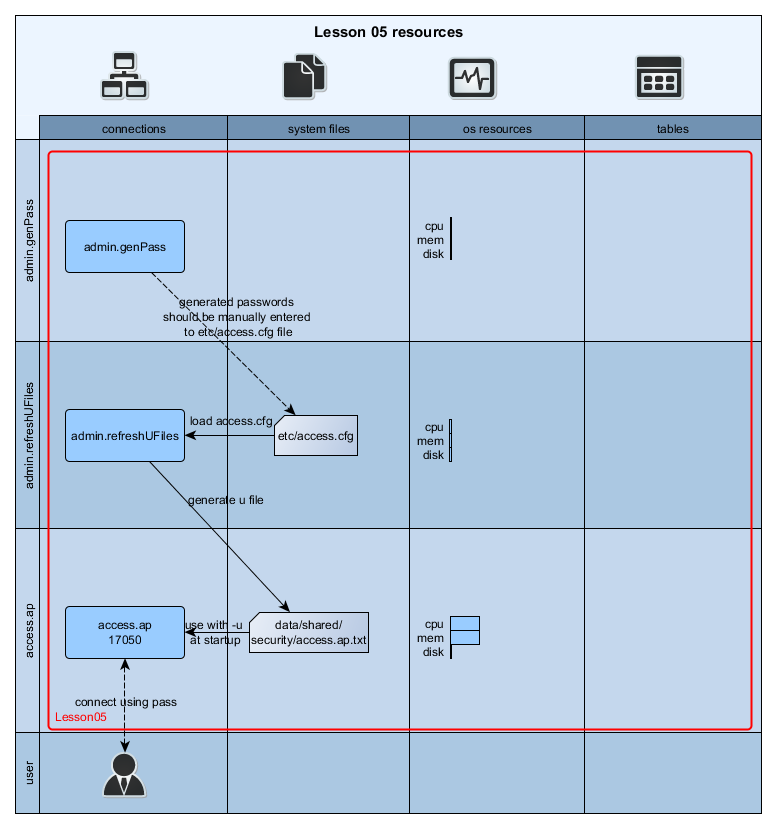 Lesson 05 resources
connections
system files
os resources
tables
admin.genPass
admin.genPass
cpu
mem
disk
generated passwords
should be manually entered
to etc/access.cfg file
admin.refreshUFiles
admin.refreshUFiles
load access.cfg
etc/access.cfg
cpu
mem
disk
generate u file
access.ap
access.ap
17050
use with -u
at startup
data/shared/
security/access.ap.txt
cpu
mem
disk
connect using pass
Lesson05
user